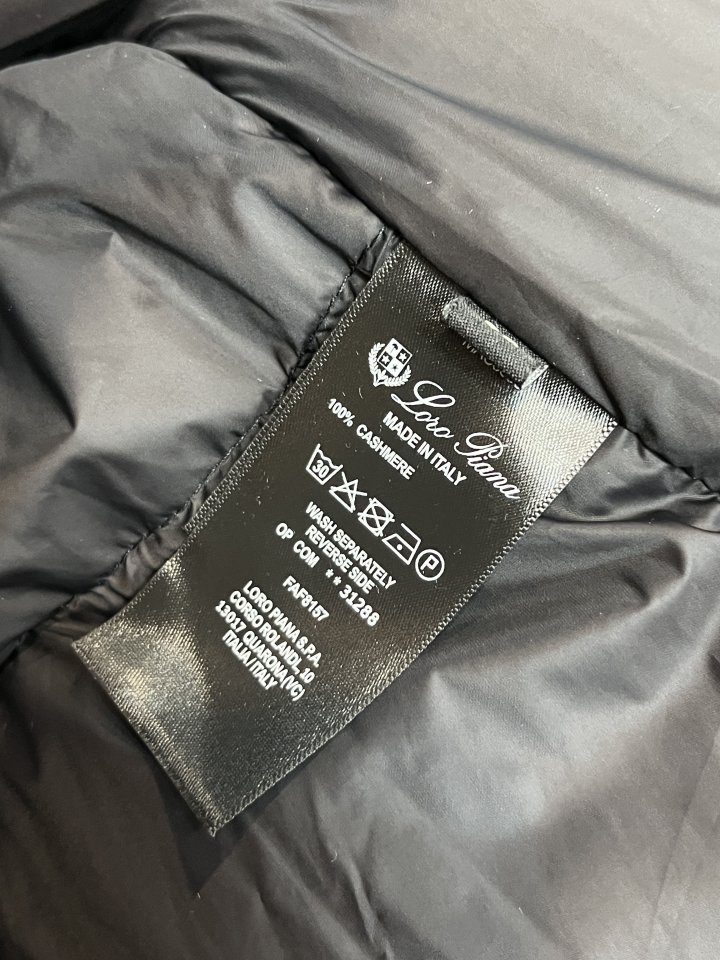 Loro Piana
MADE IN ITALY
100% CASHMERE
30 P
WASH SEPARATELY
REVERSE SIDE
OP COM ** 31288
FAF8157
LORO PIANA S.P.A.
CORSO ROLANDI, 10
13017 QUARONA (VC)
ITALIA/ITALY